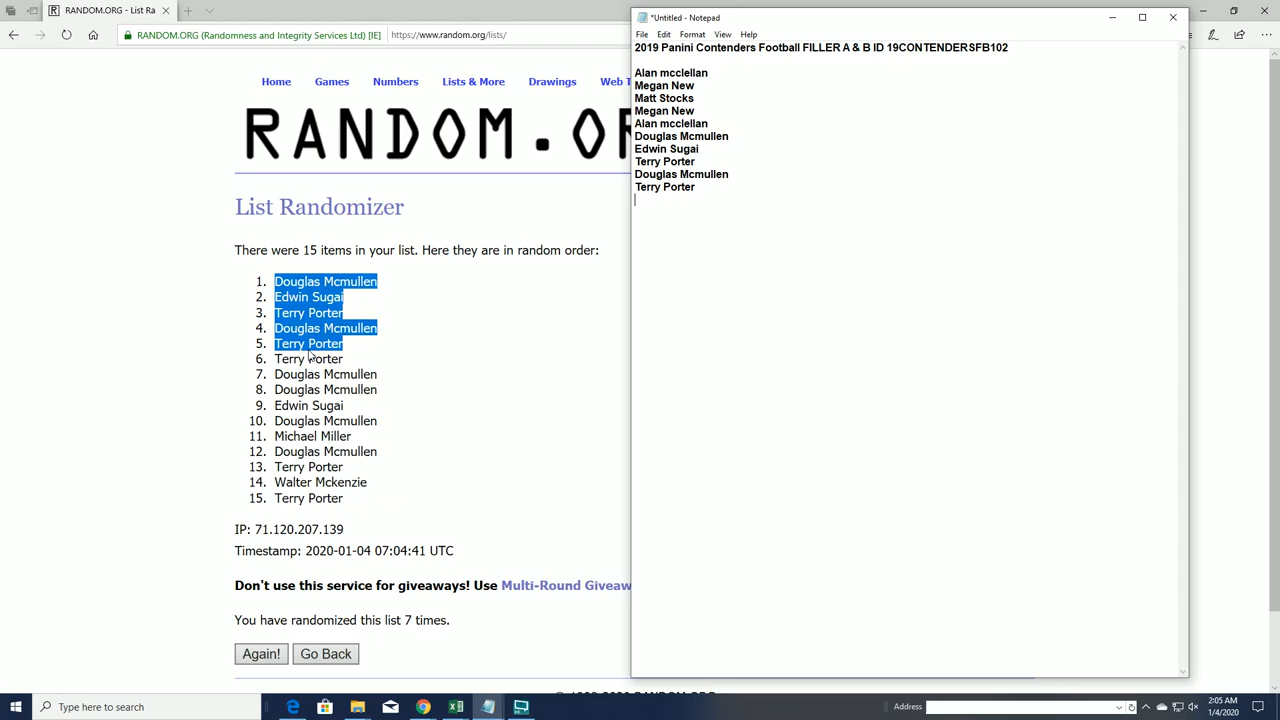 RANDOM.ORG - List Ra
*Untitled - Notepad
RANDOM.ORG (Randomness and Integrity Services Ltd) [IE]
https://www.random.org/lists/
File Edit Format View Help
2019 Panini Contenders Football FILLER A & B ID 19CONTENDERSFB102
Alan mcclellan
Megan New
Matt Stocks
Megan New
Alan mcclellan
Douglas Mcmullen
Edwin Sugai
Terry Porter
Douglas Mcmullen
Terry Porter
Home Games Numbers Lists & More Drawings Web T
RANDOM.OR
List Randomizer
There were 15 items in your list. Here they are in random order:
1. Douglas Mcmullen
2. Edwin Sugai
3. Terry Porter
4. Douglas Mcmullen
5. Terry Porter
6. Terry Porter
7. Douglas Mcmullen
8. Douglas Mcmullen
9. Edwin Sugai
10. Douglas Mcmullen
11. Michael Miller
12. Douglas Mcmullen
13. Terry Porter
14. Walter Mckenzie
15. Terry Porter
IP: 71.120.207.139
Timestamp: 2020-01-04 07:04:41 UTC
Don't use this service for giveaways! Use Multi-Round Giveaw
You have randomized this list 7 times.
Again! Go Back
Type here to search
Address
2:05 AM
1/4/2020